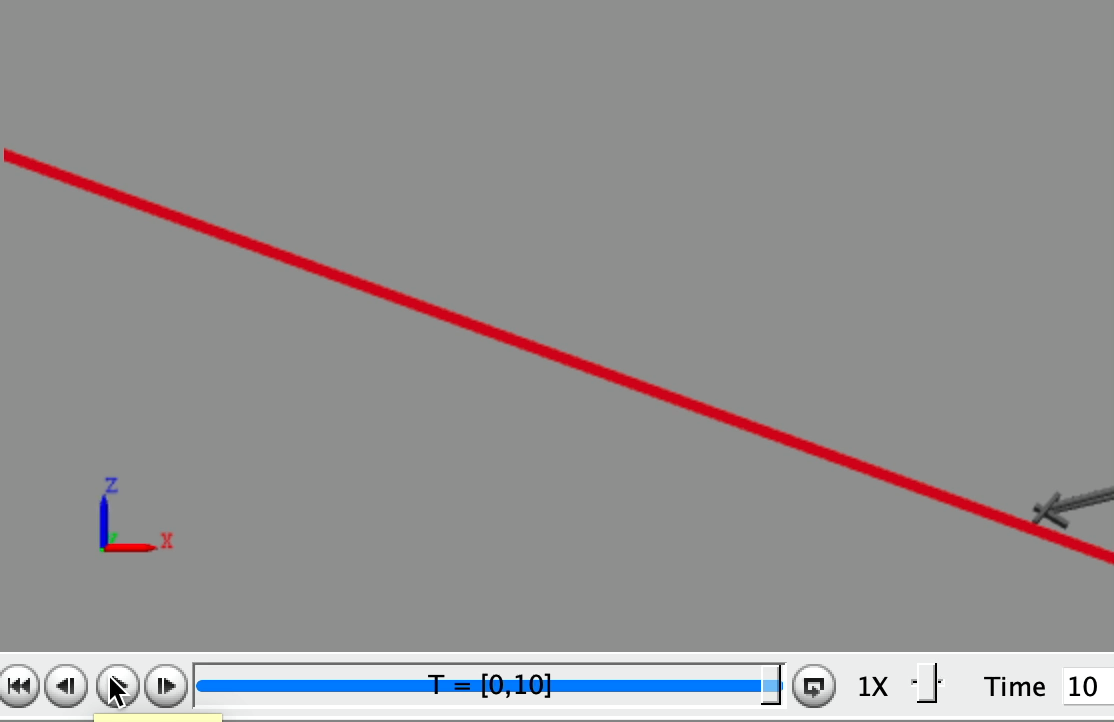 Z
X
T = [0,10]
1X
Time 10